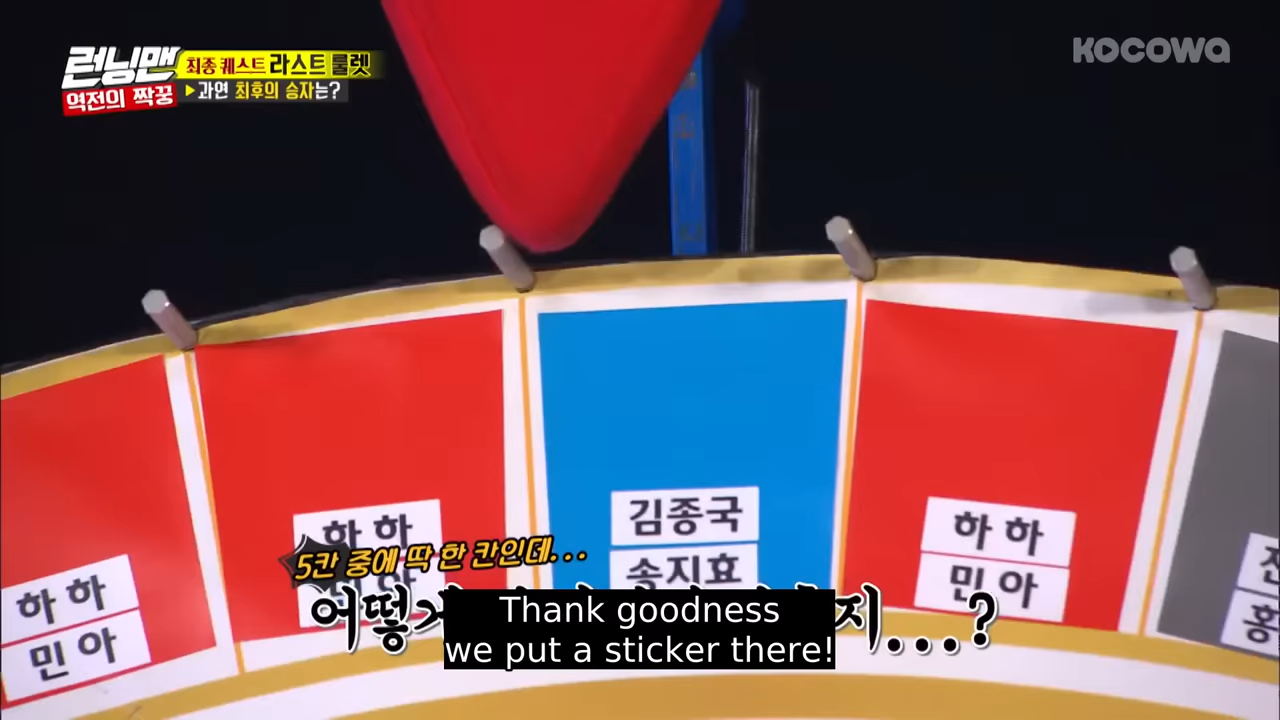 런닝맨
역전의 짝꿍
최종 퀘스트 라스트 룰렛
▶과연 최후의 승자는?
KOCOWA
하 하
민 아
하 하
김종국
송지효
하 하
민 아
5칸 중에 딱 한 칸인데...
지...?
Thank goodness
we put a sticker there!